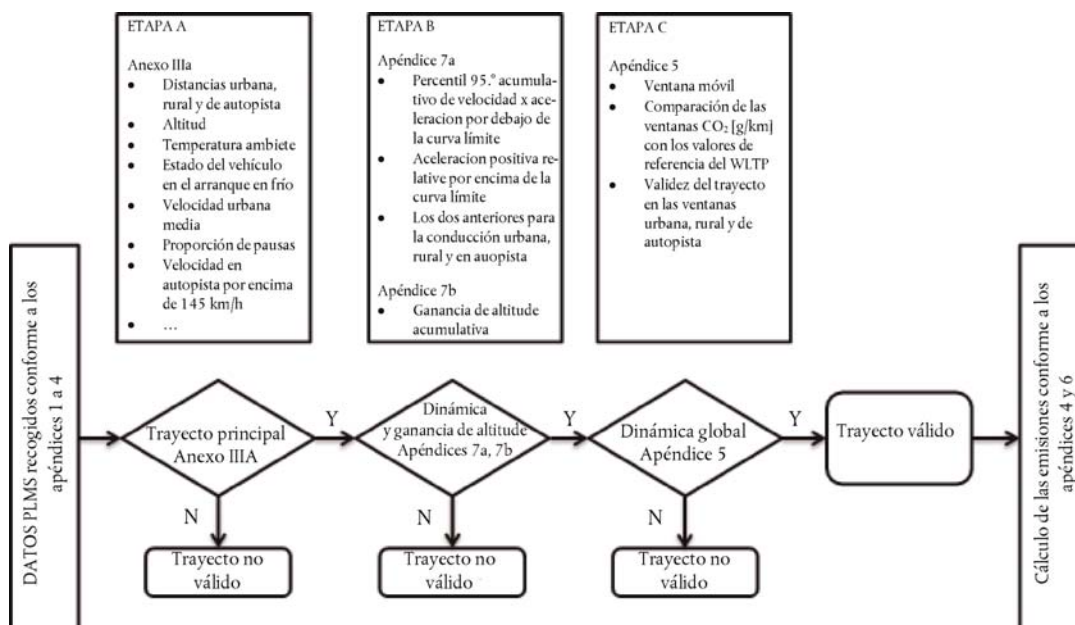 ETAPA A
Anexo IIIa
• Distancias urbana,
rural y de autopista
• Altitud
• Temperatura ambiete
• Estado del vehículo
en el arranque en frío
• Velocidad urbana
media
• Proporción de pausas
• Velocidad en
autopista por encima
de 145 km/h
• …
ETAPA B
Apéndice 7a
• Percentil 95.° acumula-
tivo de velocidad x ace-
leracion por debajo de
la curva límite
• Aceleracion positiva re-
lative por encima de la
curva límite
• Los dos anteriores para
la conducción urbana,
rural y en auopista
Apéndice 7b
• Ganancia de altitude
acumulativa
ETAPA C
Apéndice 5
• Ventana móvil
• Comparación de las
ventanas CO₂ [g/km]
con los valores de
referencia del WLTP
• Validez del trayecto
en las ventanas
urbana, rural y de
autopista
DATOS PLMS recogidos conforme a los
apéndices 1 a 4
Trayecto principal
Anexo IIIA
Y
N
Trayecto no
válido
Dinámica
y ganancia de altitude
Apéndices 7a, 7b
Y
N
Trayecto no
válido
Dinámica global
Apéndice 5
Y
N
Trayecto no
válido
Trayecto válido
Cálculo de las emisiones conforme a los
apéndices 4 y 6